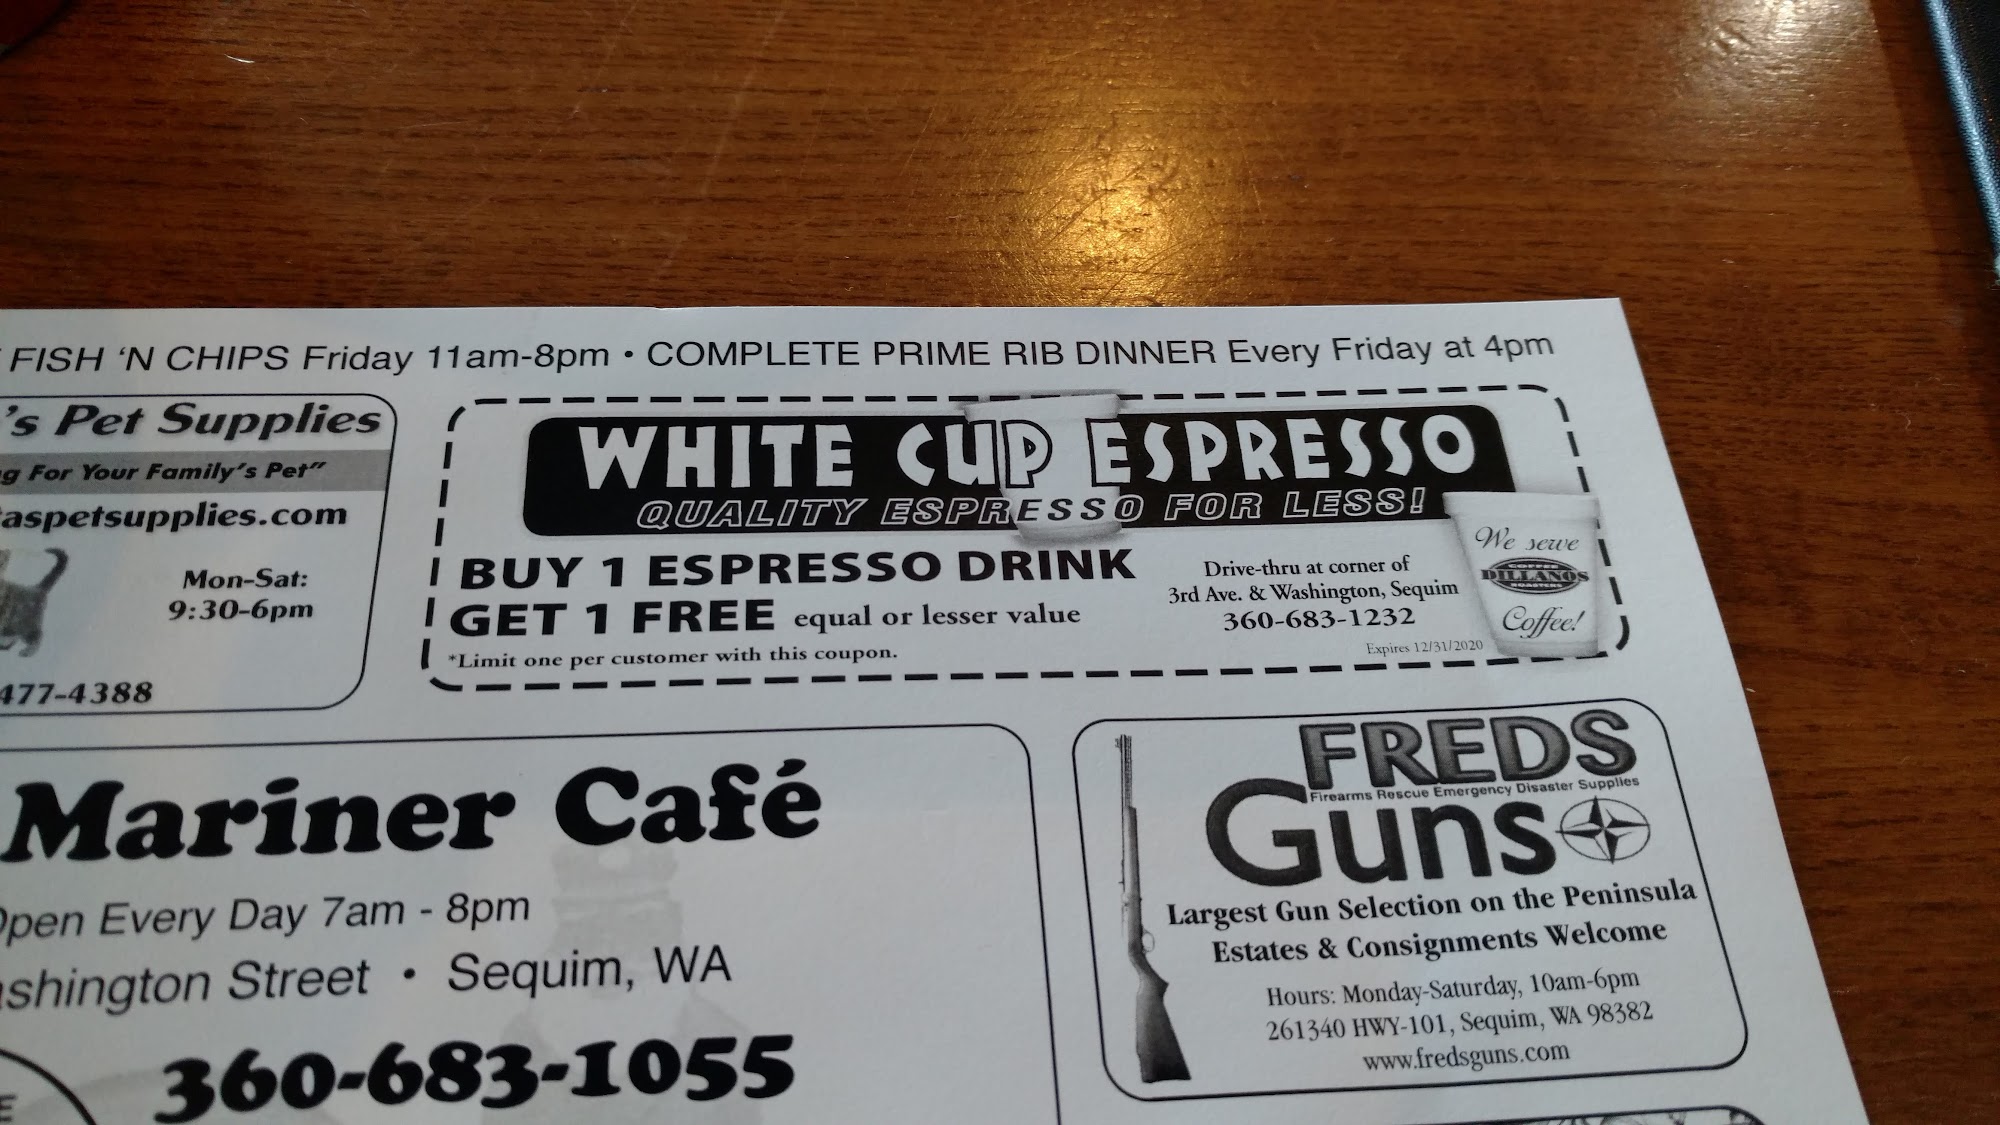 FISH 'N CHIPS Friday 11am-8pm • COMPLETE PRIME RIB DINNER Every Friday at 4pm
's Pet Supplies
For Your Family's Pet"
aspetsupplies.com
Mon-Sat:
9:30-6pm
477-4388
WHITE CUP ESPRESSO
QUALITY ESPRESSO FOR LESS!
BUY 1 ESPRESSO DRINK
GET 1 FREE equal or lesser value
*Limit one per customer with this coupon.
Drive-thru at corner of
3rd Ave. & Washington, Sequim
360-683-1232
Expires 12/31/2020
We serve
COFFEE
DILLANOS
ROASTERS
Coffee!
Mariner Café
Open Every Day 7am - 8pm
ashington Street • Sequim, WA
360-683-1055
FREDS
Firearms Rescue Emergency Disaster Supplies
Guns
Largest Gun Selection on the Peninsula
Estates & Consignments Welcome
Hours: Monday-Saturday, 10am-6pm
261340 HWY-101, Sequim, WA 98382
www.fredsguns.com